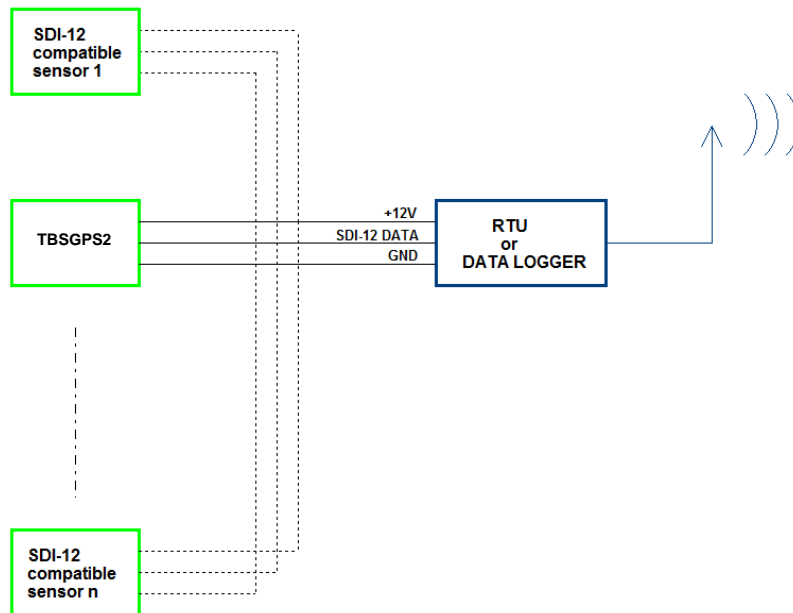 SDI-12
compatible
sensor 1
TBSGPS2
+12V
SDI-12 DATA
GND
RTU
or
DATA LOGGER
SDI-12
compatible
sensor n